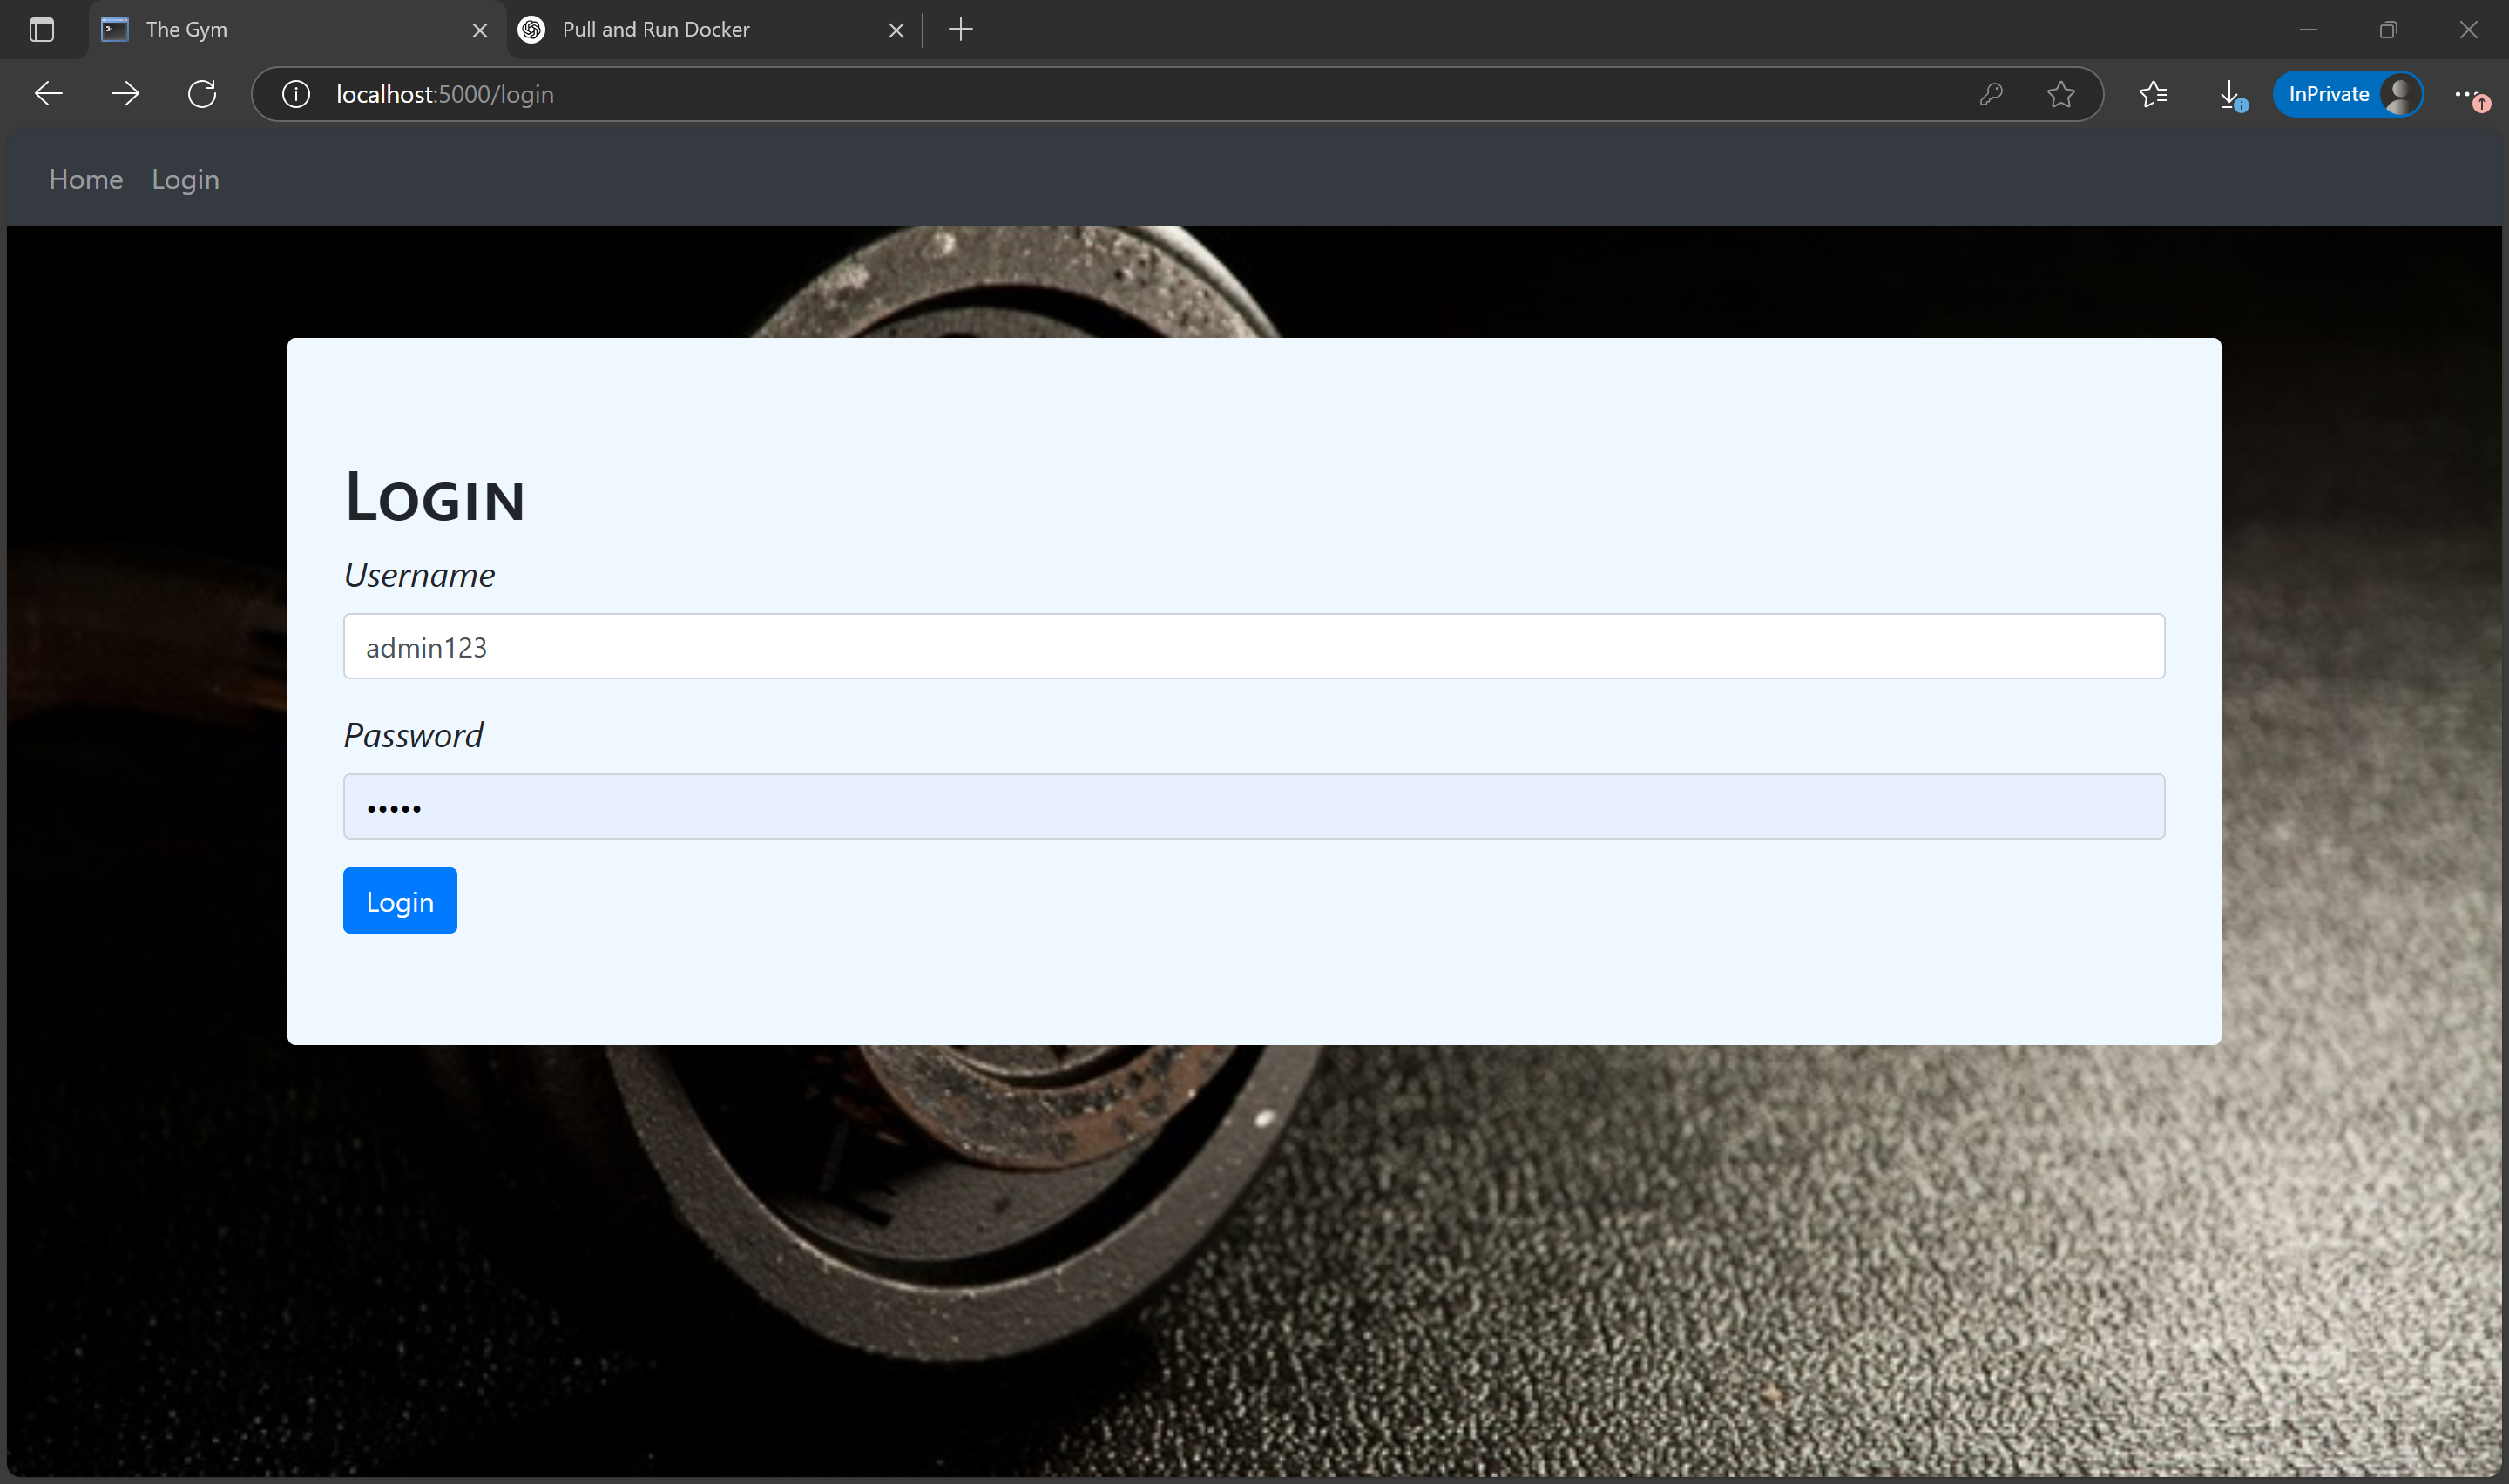 The Gym
Pull and Run Docker
localhost:5000/login
InPrivate
Home Login
Login
Username
admin123
Password
•••••
Login